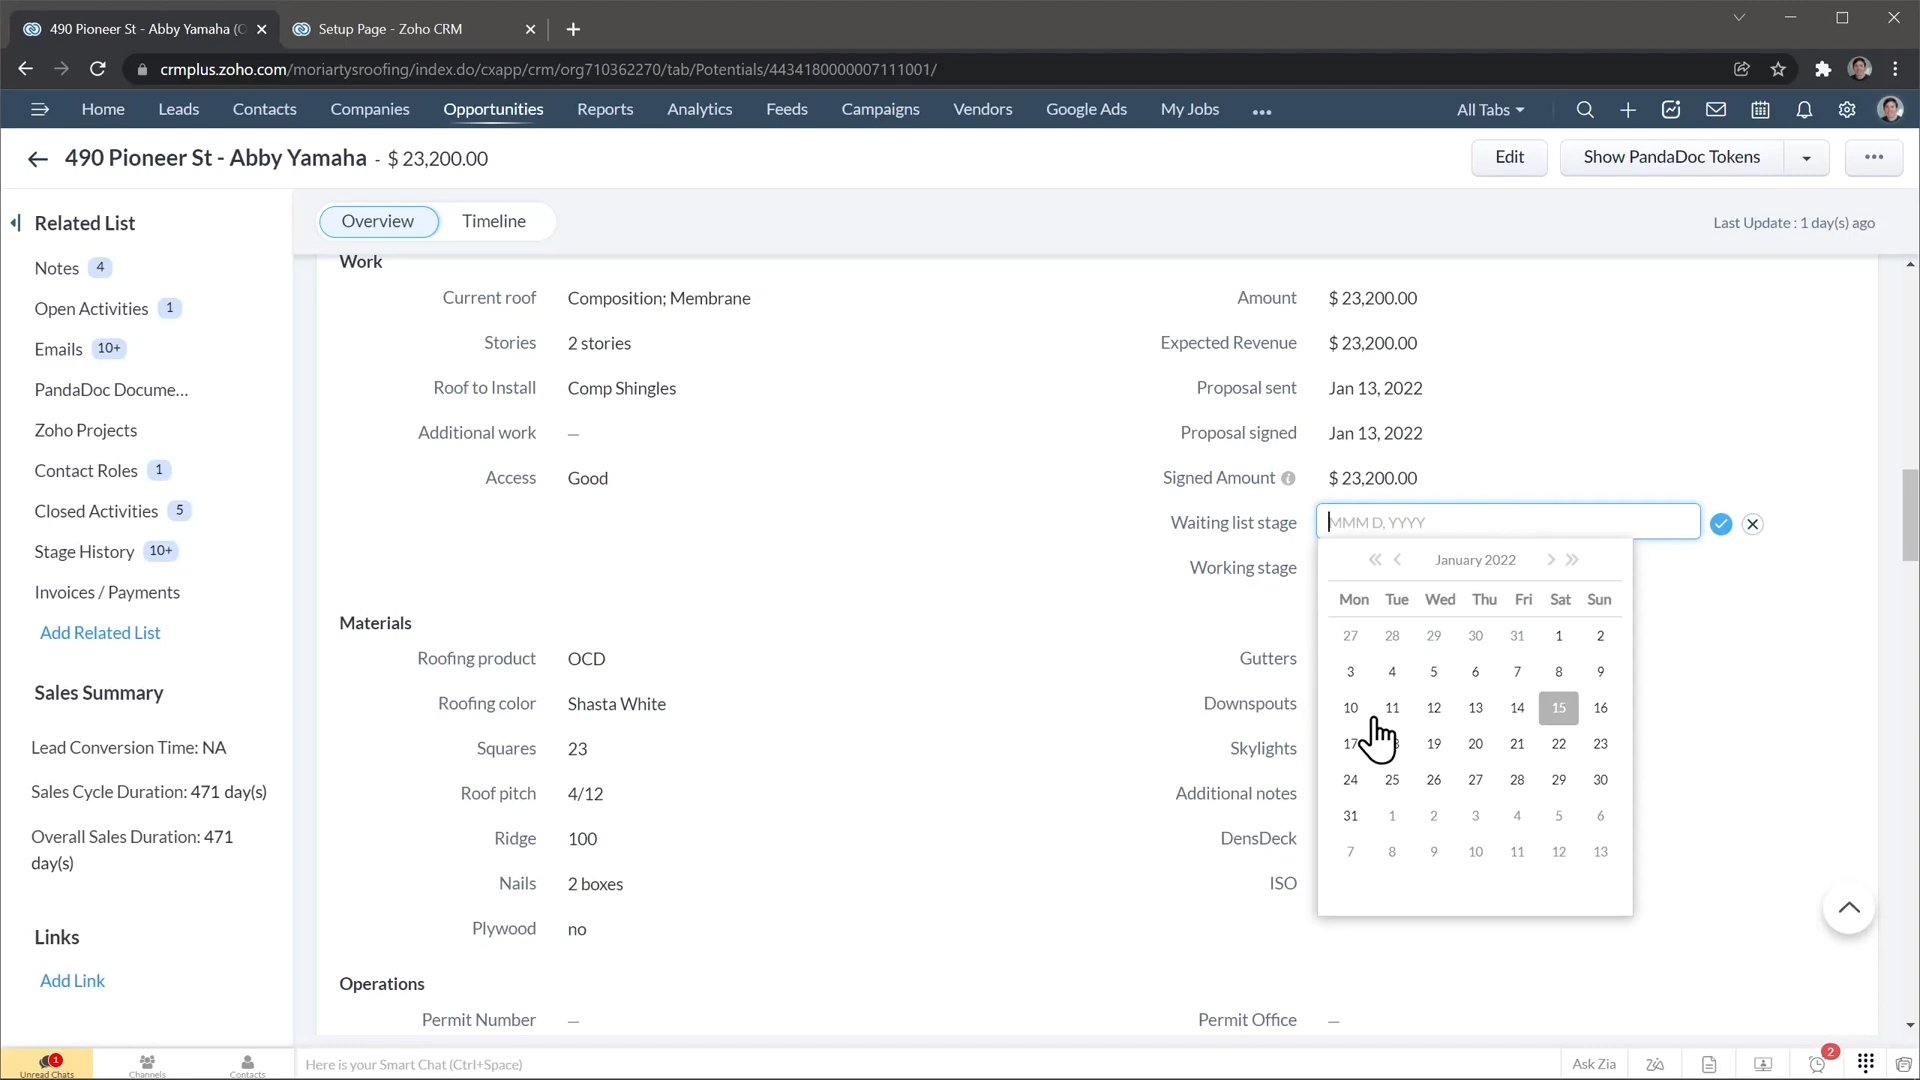 490 Pioneer St - Abby Yamaha (O
Setup Page - Zoho CRM
crmplus.zoho.com/moriartysroofing/index.do/cxapp/crm/org710362270/tab/Potentials/4434180000007111001/
Home Leads Contacts Companies Opportunities Reports Analytics Feeds Campaigns Vendors Google Ads My Jobs ••• All Tabs
490 Pioneer St - Abby Yamaha - $ 23,200.00
Edit
Show PandaDoc Tokens
•••
Related List
Notes 4
Open Activities 1
Emails 10+
PandaDoc Docume...
Zoho Projects
Contact Roles 1
Closed Activities 5
Stage History 10+
Invoices / Payments
Add Related List
Sales Summary
Lead Conversion Time: NA
Sales Cycle Duration: 471 day(s)
Overall Sales Duration: 471
day(s)
Links
Add Link
Overview Timeline
Last Update : 1 day(s) ago
Work
Current roof Composition; Membrane
Stories 2 stories
Roof to Install Comp Shingles
Additional work —
Access Good
Amount $ 23,200.00
Expected Revenue $ 23,200.00
Proposal sent Jan 13, 2022
Proposal signed Jan 13, 2022
Signed Amount i $ 23,200.00
Waiting list stage MMM D, YYYY
Working stage
January 2022
Mon Tue Wed Thu Fri Sat Sun
27 28 29 30 31 1 2
3 4 5 6 7 8 9
10 11 12 13 14 15 16
17 19 20 21 22 23
24 25 26 27 28 29 30
31 1 2 3 4 5 6
7 8 9 10 11 12 13
Materials
Roofing product OCD
Roofing color Shasta White
Squares 23
Roof pitch 4/12
Ridge 100
Nails 2 boxes
Plywood no
Gutters
Downspouts
Skylights
Additional notes
DensDeck
ISO
Operations
Permit Number —
Permit Office —
1
Unread Chats
Channels
Contacts
Here is your Smart Chat (Ctrl+Space)
Ask Zia
2